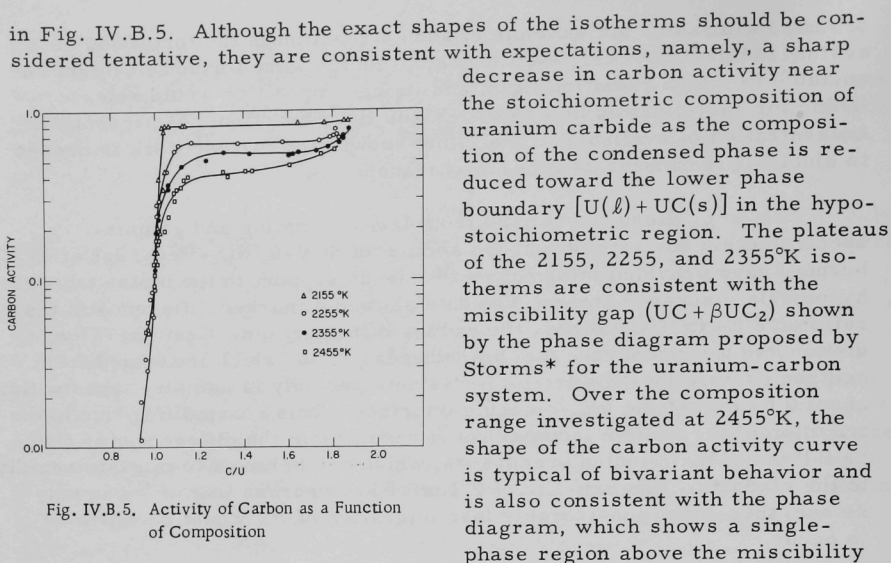 in Fig. IV.B.5. Although the exact shapes of the isotherms should be con-
sidered tentative, they are consistent with expectations, namely, a sharp
decrease in carbon activity near
the stoichiometric composition of
uranium carbide as the composi-
tion of the condensed phase is re-
duced toward the lower phase
boundary [U(ℓ) + UC(s)] in the hypo-
stoichiometric region. The plateaus
of the 2155, 2255, and 2355°K iso-
therms are consistent with the
miscibility gap (UC + βUC₂) shown
by the phase diagram proposed by
Storms* for the uranium-carbon
system. Over the composition
range investigated at 2455°K, the
shape of the carbon activity curve
is typical of bivariant behavior and
is also consistent with the phase
diagram, which shows a single-
phase region above the miscibility
1.0
0.1
0.01
CARBON ACTIVITY
2155 °K
2255°K
2355°K
2455°K
0.8 1.0 1.2 1.4 1.6 1.8 2.0
C/U
Fig. IV.B.5. Activity of Carbon as a Function
of Composition